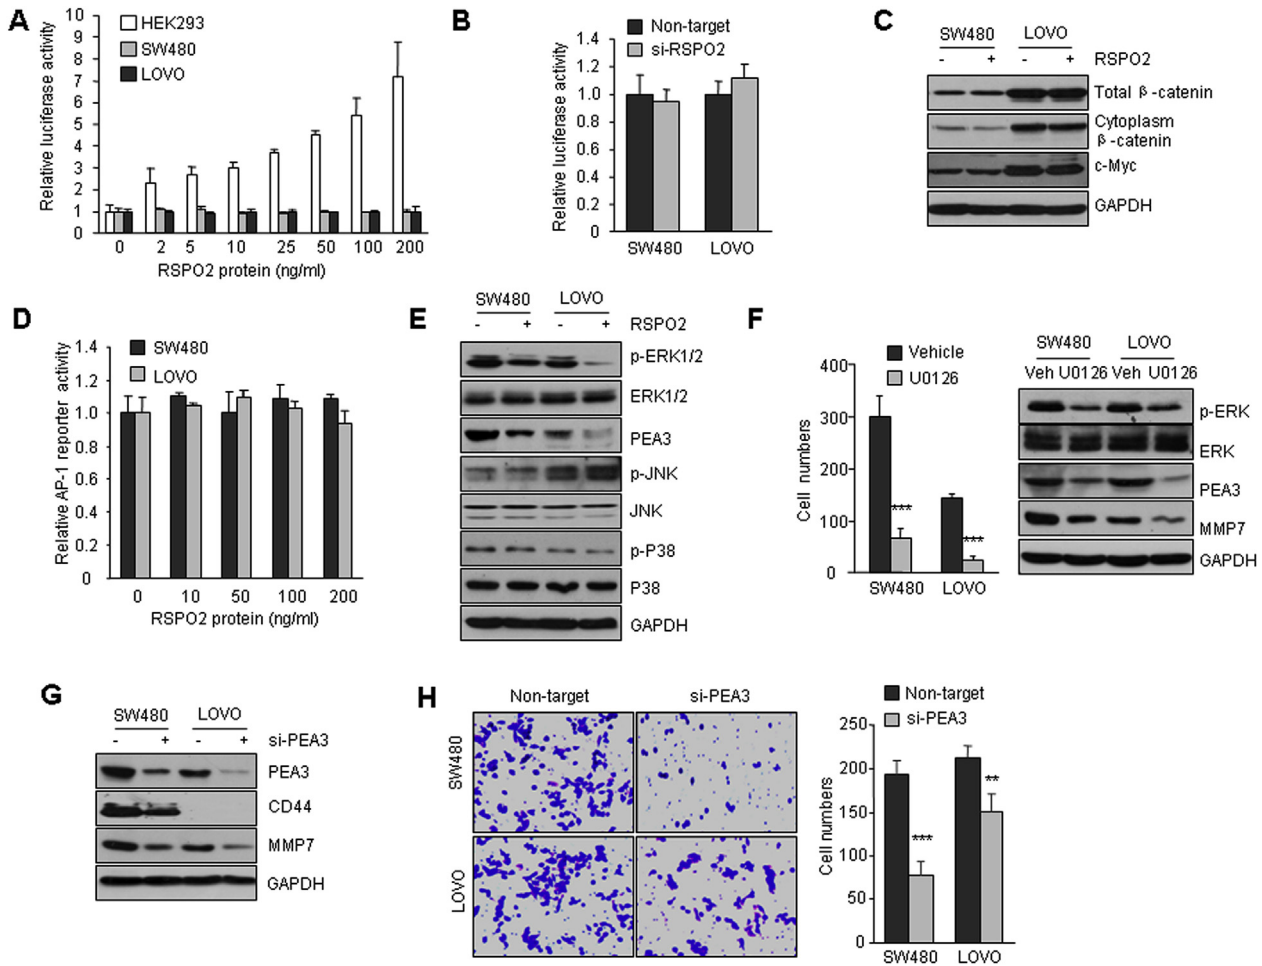 A
Relative luciferase activity
10
9
8
7
6
5
4
3
2
1
0
HEK293
SW480
LOVO
0 2 5 10 25 50 100 200
RSPO2 protein (ng/ml)
B
Relative luciferase activity
Non-target
si-RSPO2
1.4
1.2
1.0
0.8
0.6
0.4
0.2
0
SW480 LOVO
C
SW480 LOVO
- + - + RSPO2
Total β-catenin
Cytoplasm
β-catenin
c-Myc
GAPDH
D
Relative AP-1 reporter activity
1.4
1.2
1.0
0.8
0.6
0.4
0.2
0
SW480
LOVO
0 10 50 100 200
RSPO2 protein (ng/ml)
E
SW480 LOVO
- + - + RSPO2
p-ERK1/2
ERK1/2
PEA3
p-JNK
JNK
p-P38
P38
GAPDH
F
Cell numbers
Vehicle
U0126
400
300
200
100
0
***
***
SW480 LOVO
SW480 LOVO
Veh U0126 Veh U0126
p-ERK
ERK
PEA3
MMP7
GAPDH
G
SW480 LOVO
- + - + si-PEA3
PEA3
CD44
MMP7
GAPDH
H
Non-target si-PEA3
SW480
LOVO
Non-target
si-PEA3
Cell numbers
250
200
150
100
50
0
***
**
SW480 LOVO